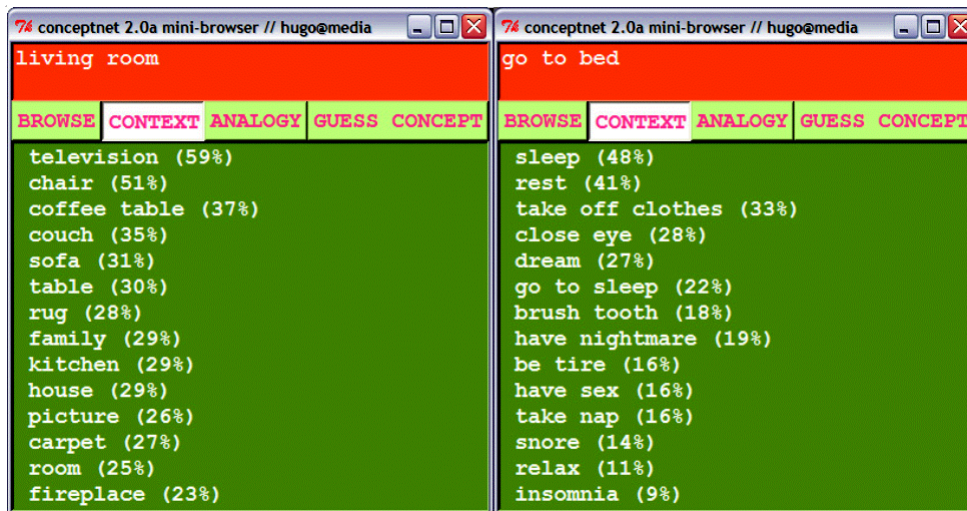 conceptnet 2.0a mini-browser // hugo@media
living room
BROWSE CONTEXT ANALOGY GUESS CONCEPT
television (59%)
chair (51%)
coffee table (37%)
couch (35%)
sofa (31%)
table (30%)
rug (28%)
family (29%)
kitchen (29%)
house (29%)
picture (26%)
carpet (27%)
room (25%)
fireplace (23%)
conceptnet 2.0a mini-browser // hugo@media
go to bed
BROWSE CONTEXT ANALOGY GUESS CONCEPT
sleep (48%)
rest (41%)
take off clothes (33%)
close eye (28%)
dream (27%)
go to sleep (22%)
brush tooth (18%)
have nightmare (19%)
be tire (16%)
have sex (16%)
take nap (16%)
snore (14%)
relax (11%)
insomnia (9%)